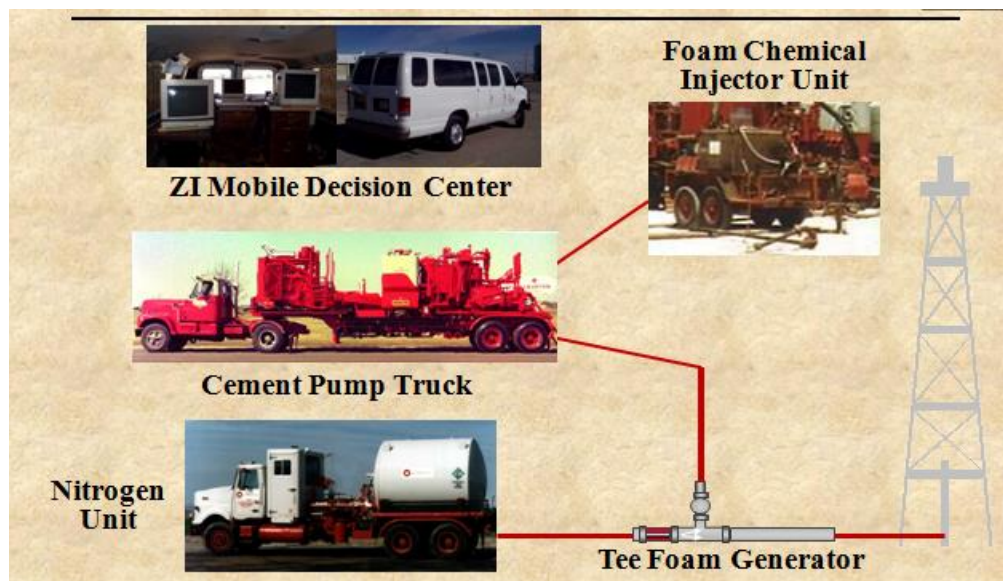 Foam Chemical
Injector Unit
ZI Mobile Decision Center
Cement Pump Truck
Nitrogen
Unit
Tee Foam Generator